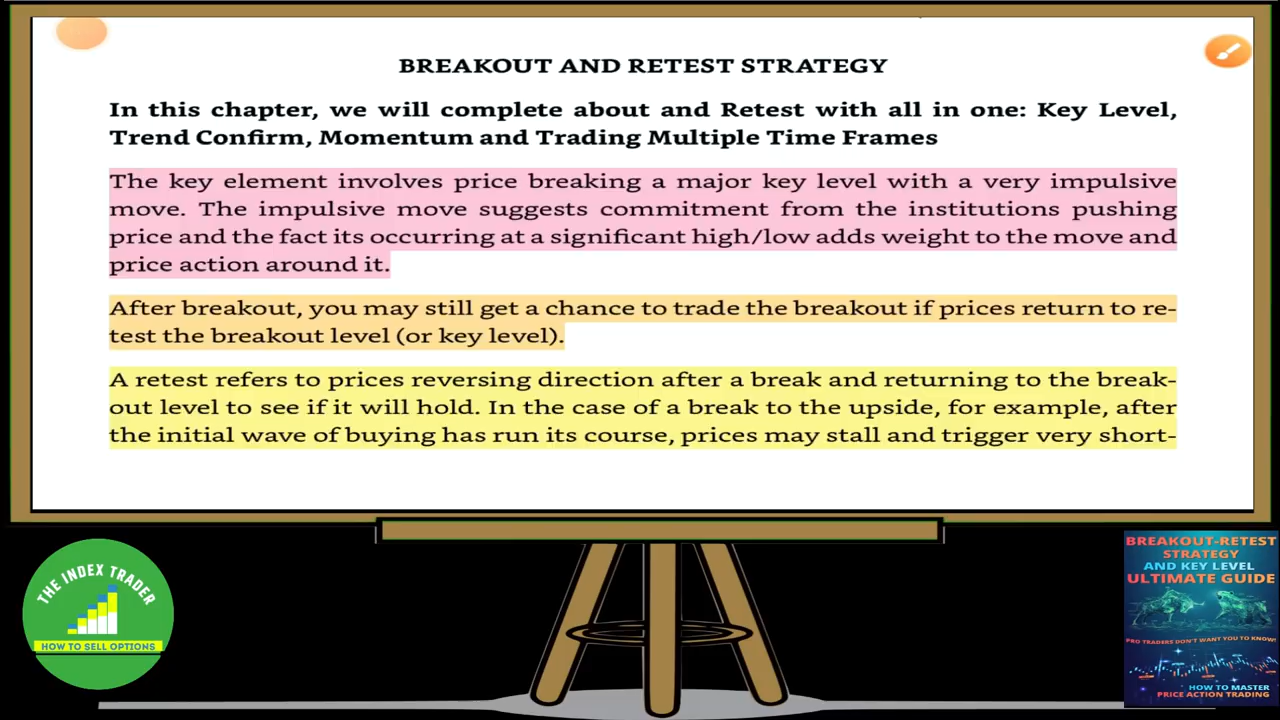 BREAKOUT AND RETEST STRATEGY
In this chapter, we will complete about and Retest with all in one: Key Level,
Trend Confirm, Momentum and Trading Multiple Time Frames
The key element involves price breaking a major key level with a very impulsive
move. The impulsive move suggests commitment from the institutions pushing
price and the fact its occurring at a significant high/low adds weight to the move and
price action around it.
After breakout, you may still get a chance to trade the breakout if prices return to re-
test the breakout level (or key level).
A retest refers to prices reversing direction after a break and returning to the break-
out level to see if it will hold. In the case of a break to the upside, for example, after
the initial wave of buying has run its course, prices may stall and trigger very short-
THE INDEX TRADER
HOW TO SELL OPTIONS
BREAKOUT-RETEST
STRATEGY
AND KEY LEVEL
ULTIMATE GUIDE
PRO TRADERS DON'T WANT YOU TO KNOW!
HOW TO MASTER
PRICE ACTION TRADING